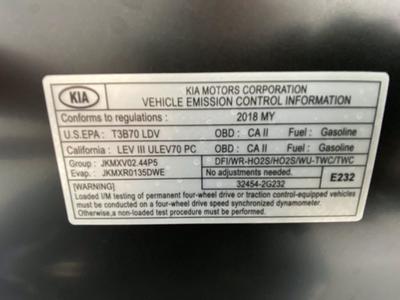 KIA KIA MOTORS CORPORATION
VEHICLE EMISSION CONTROL INFORMATION
Conforms to regulations : 2018 MY
U.S.EPA : T3B70 LDV OBD : CA II Fuel : Gasoline
California : LEV III ULEV70 PC OBD : CA II Fuel : Gasoline
Group : JKMXV02.44P5 DFI/WR-HO2S/HO2S/WU-TWC/TWC
Evap. : JKMXR0135DWE No adjustments needed.
32454-2G232 E232
[WARNING]
Loaded I/M testing of permanent four-wheel drive or traction control-equipped vehicles
must be performed on a four-wheel drive speed synchronized dynamometer.
Otherwise,a nonloaded test procedure must be performed.